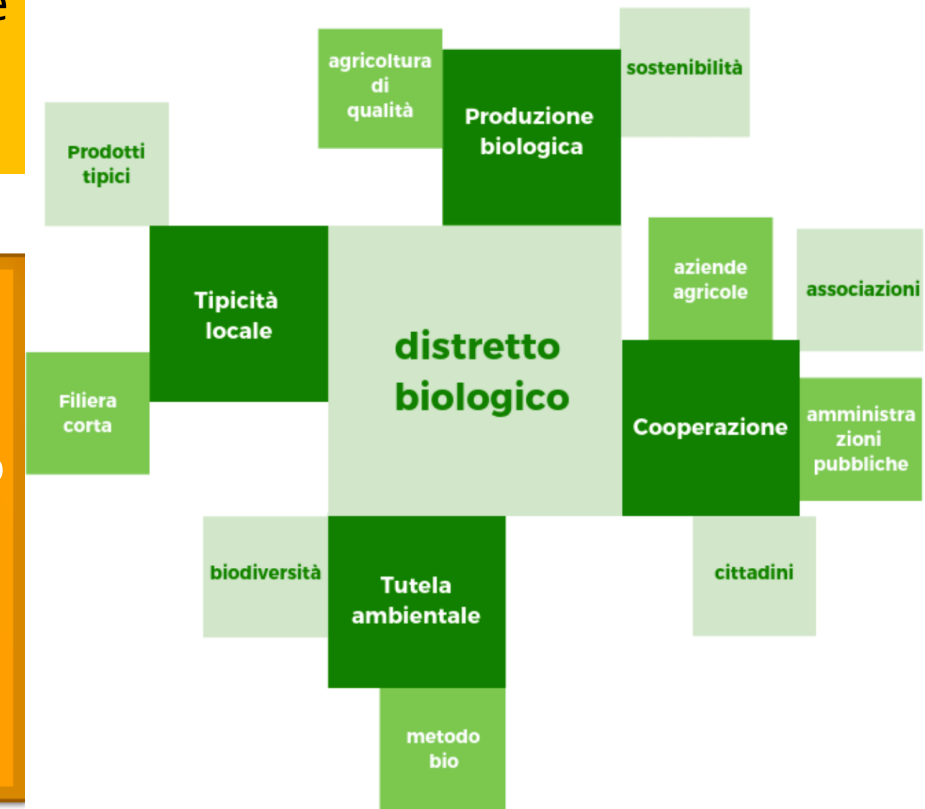 agricoltura
di
qualità
Produzione
biologica
sostenibilità
Prodotti
tipici
Tipicità
locale
Filiera
corta
distretto
biologico
aziende
agricole
associazioni
Cooperazione
amministra
zioni
pubbliche
cittadini
biodiversità
Tutela
ambientale
metodo
bio